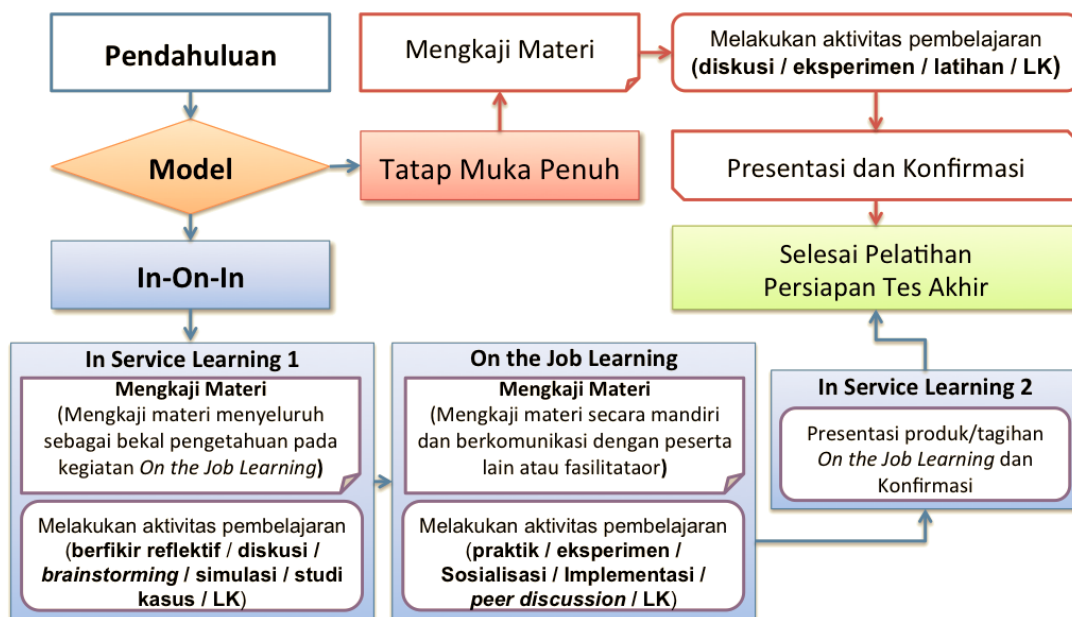 Pendahuluan
Model
Tatap Muka Penuh
Mengkaji Materi
Melakukan aktivitas pembelajaran
(diskusi / eksperimen / latihan / LK)
Presentasi dan Konfirmasi
Selesai Pelatihan
Persiapan Tes Akhir
In-On-In
In Service Learning 1
Mengkaji Materi
(Mengkaji materi menyeluruh
sebagai bekal pengetahuan pada
kegiatan On the Job Learning)
Melakukan aktivitas pembelajaran
(berfikir reflektif / diskusi /
brainstorming / simulasi / studi
kasus / LK)
On the Job Learning
Mengkaji Materi
(Mengkaji materi secara mandiri
dan berkomunikasi dengan peserta
lain atau fasilitataor)
Melakukan aktivitas pembelajaran
(praktik / eksperimen /
Sosialisasi / Implementasi /
peer discussion / LK)
In Service Learning 2
Presentasi produk/tagihan
On the Job Learning dan
Konfirmasi